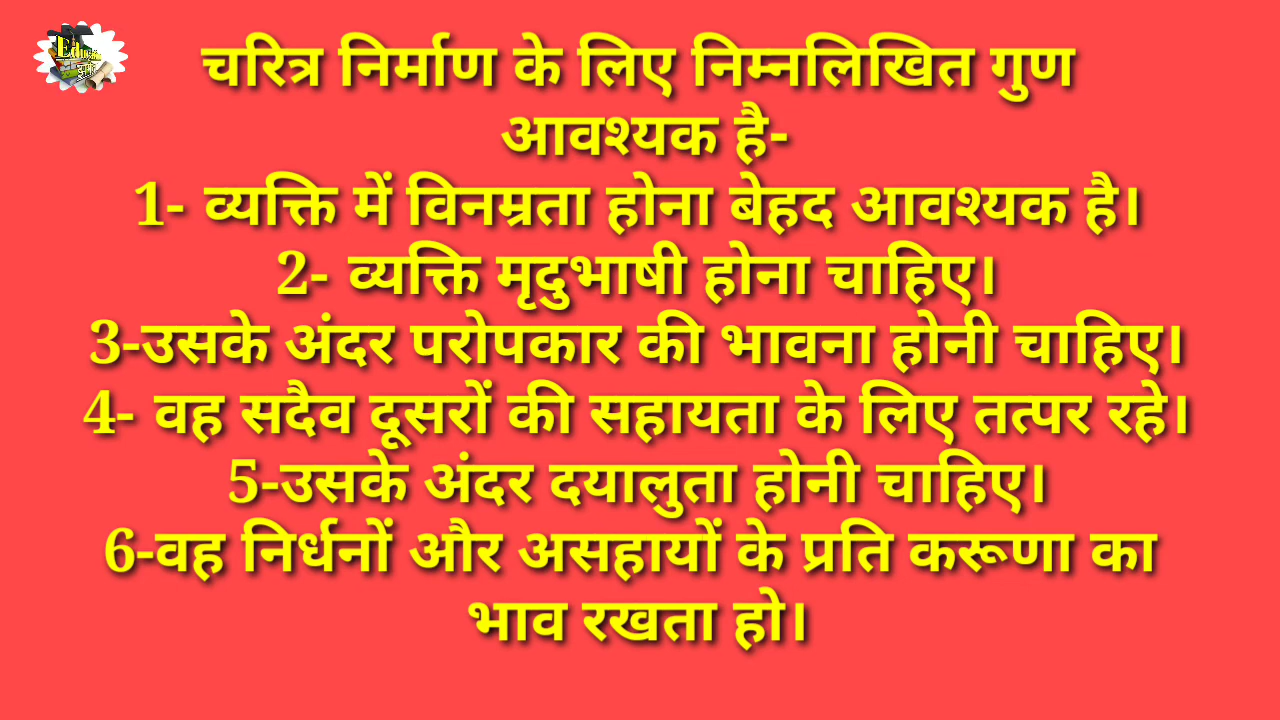 चरित्र निर्माण के लिए निम्नलिखित गुण
आवश्यक है-
1- व्यक्ति में विनम्रता होना बेहद आवश्यक है।
2- व्यक्ति मृदुभाषी होना चाहिए।
3-उसके अंदर परोपकार की भावना होनी चाहिए।
4- वह सदैव दूसरों की सहायता के लिए तत्पर रहे।
5-उसके अंदर दयालुता होनी चाहिए।
6-वह निर्धनों और असहायों के प्रति करूणा का
भाव रखता हो।